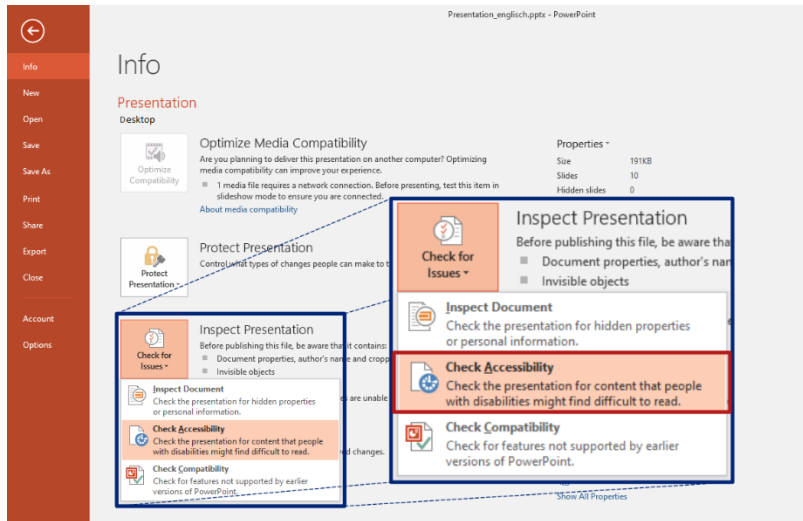 Presentation_englisch.pptx - PowerPoint
Info
New
Open
Save
Save As
Print
Share
Export
Close
Account
Options
Info
Presentation
Desktop
Optimize
Compatibility
Optimize Media Compatibility
Are you planning to deliver this presentation on another computer? Optimizing
media compatibility can improve your experience.
1 media file requires a network connection. Before presenting, test this item in
slideshow mode to ensure you are connected.
About media compatibility
Properties
Size 191KB
Slides 10
Hidden slides 0
Protect
Presentation
Protect Presentation
Control what types of changes people can make to t
Check for
Issues
Inspect Presentation
Before publishing this file, be aware that it contains:
Document properties, author's name and cropp
Invisible objects
are unable
Inspect Document
Check the presentation for hidden properties
or personal information.
Check Accessibility
Check the presentation for content that people
with disabilities might find difficult to read.
d changes.
Check Compatibility
Check for features not supported by earlier
versions of PowerPoint.
Check for
Issues
Inspect Presentation
Before publishing this file, be aware tha
Document properties, author's nan
Invisible objects
Inspect Document
Check the presentation for hidden properties
or personal information.
Check Accessibility
Check the presentation for content that people
with disabilities might find difficult to read.
Check Compatibility
Check for features not supported by earlier
versions of PowerPoint.
Show All Properties